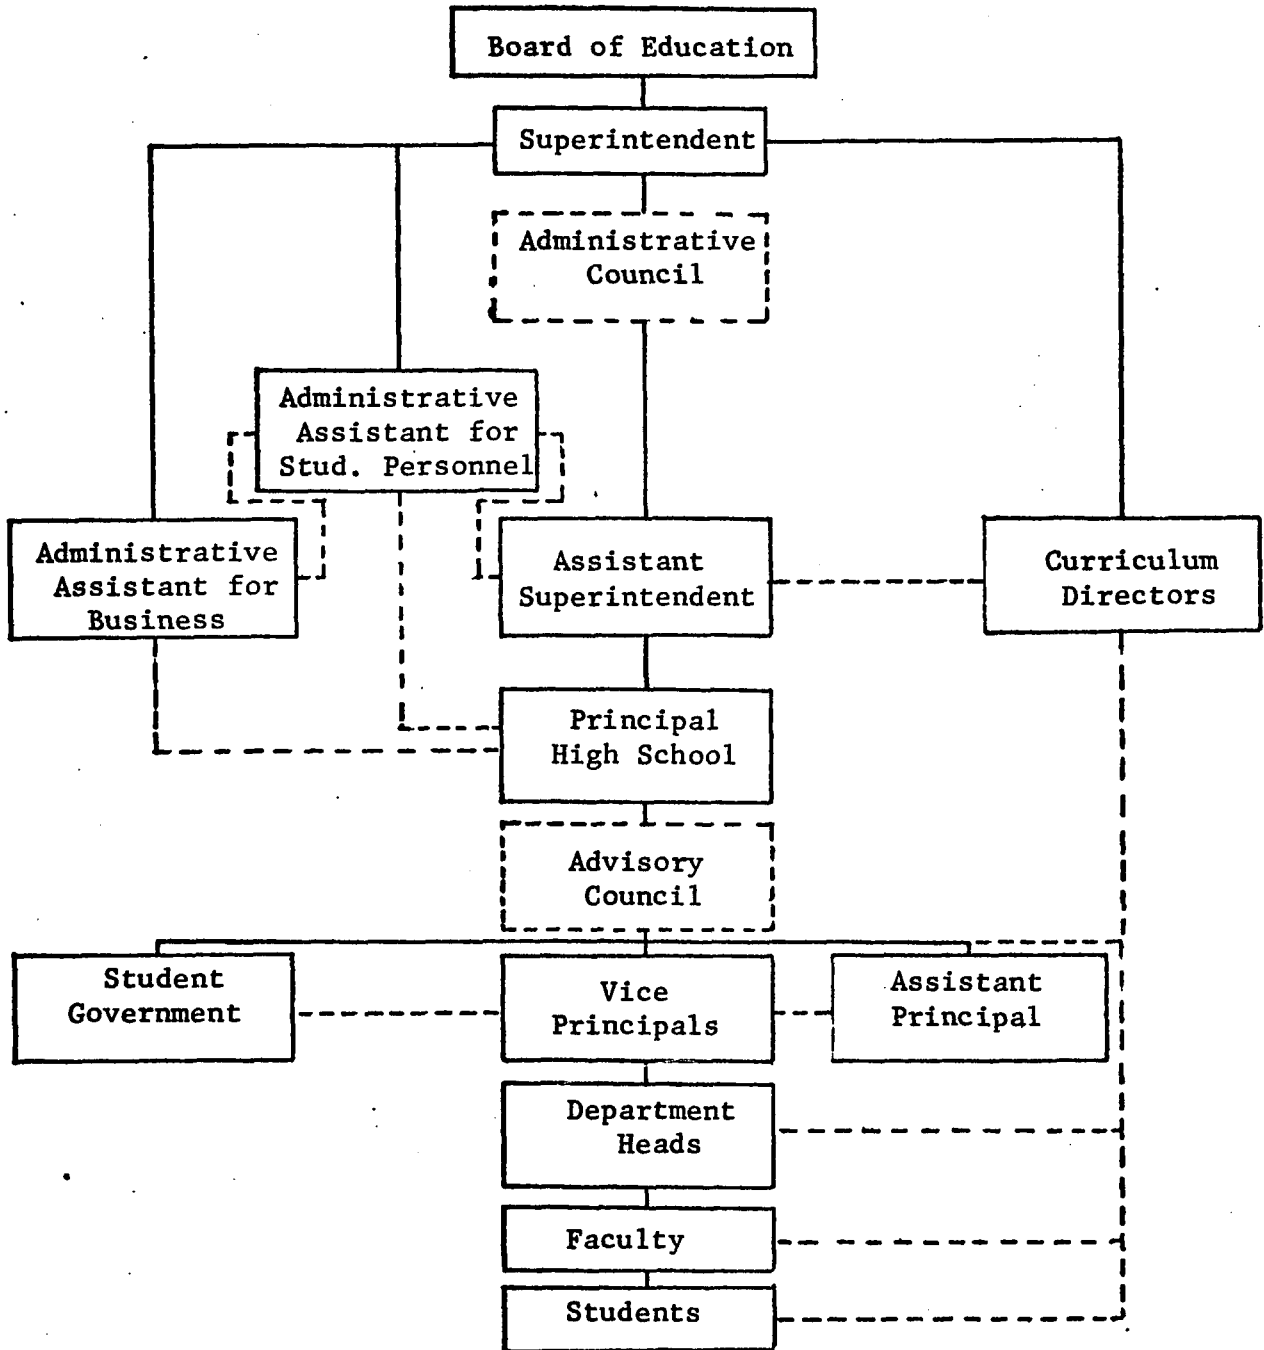 Board of Education
Superintendent
Administrative
Council
Administrative
Assistant for
Stud. Personnel
Administrative
Assistant for
Business
Assistant
Superintendent
Curriculum
Directors
Principal
High School
Advisory
Council
Student
Government
Vice
Principals
Assistant
Principal
Department
Heads
Faculty
Students